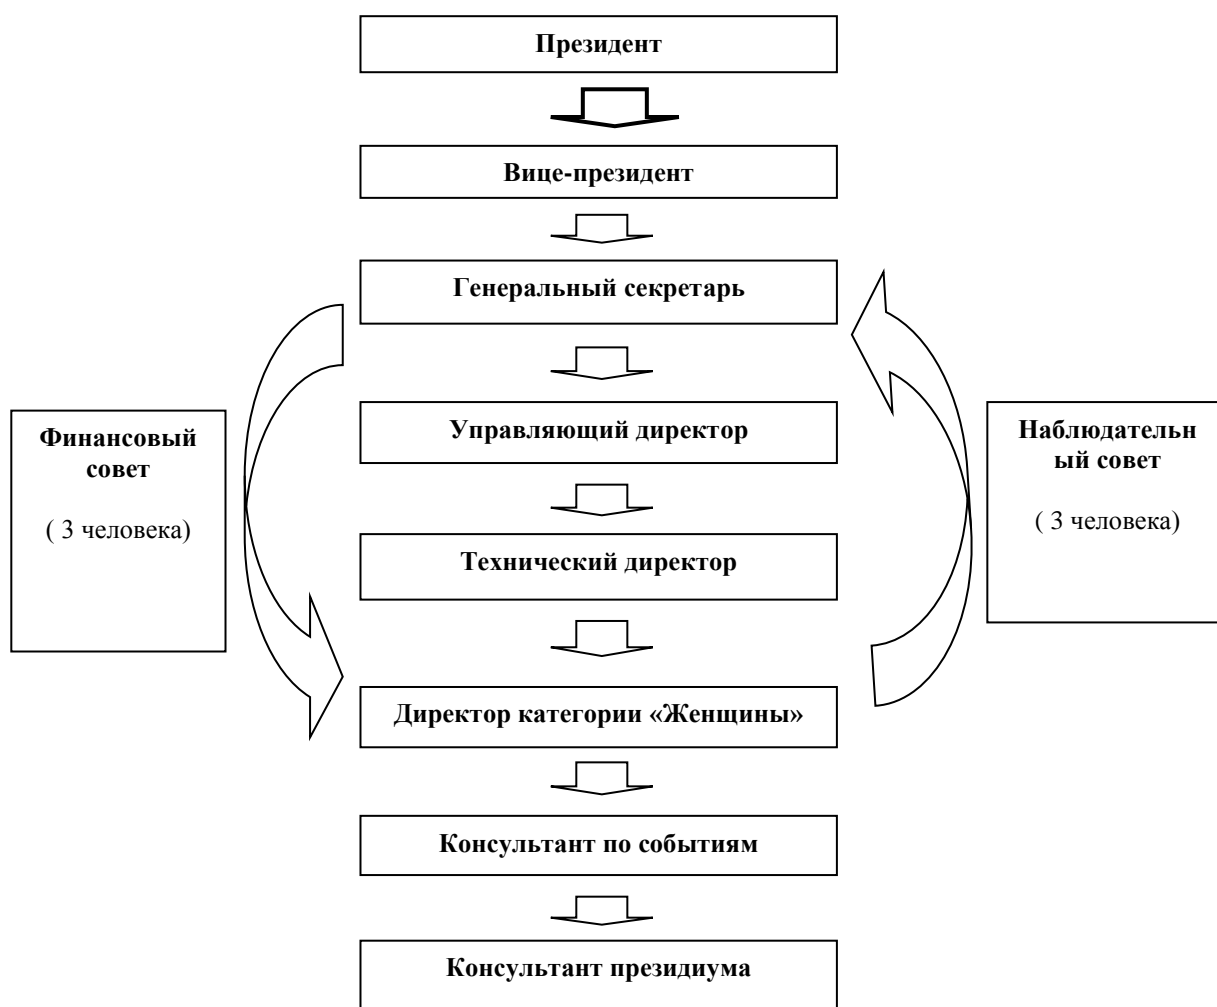 Президент
Вице-президент
Генеральный секретарь
Управляющий директор
Финансовый
совет
( 3 человека)
Наблюдательн
ый совет
( 3 человека)
Технический директор
Директор категории «Женщины»
Консультант по событиям
Консультант президиума